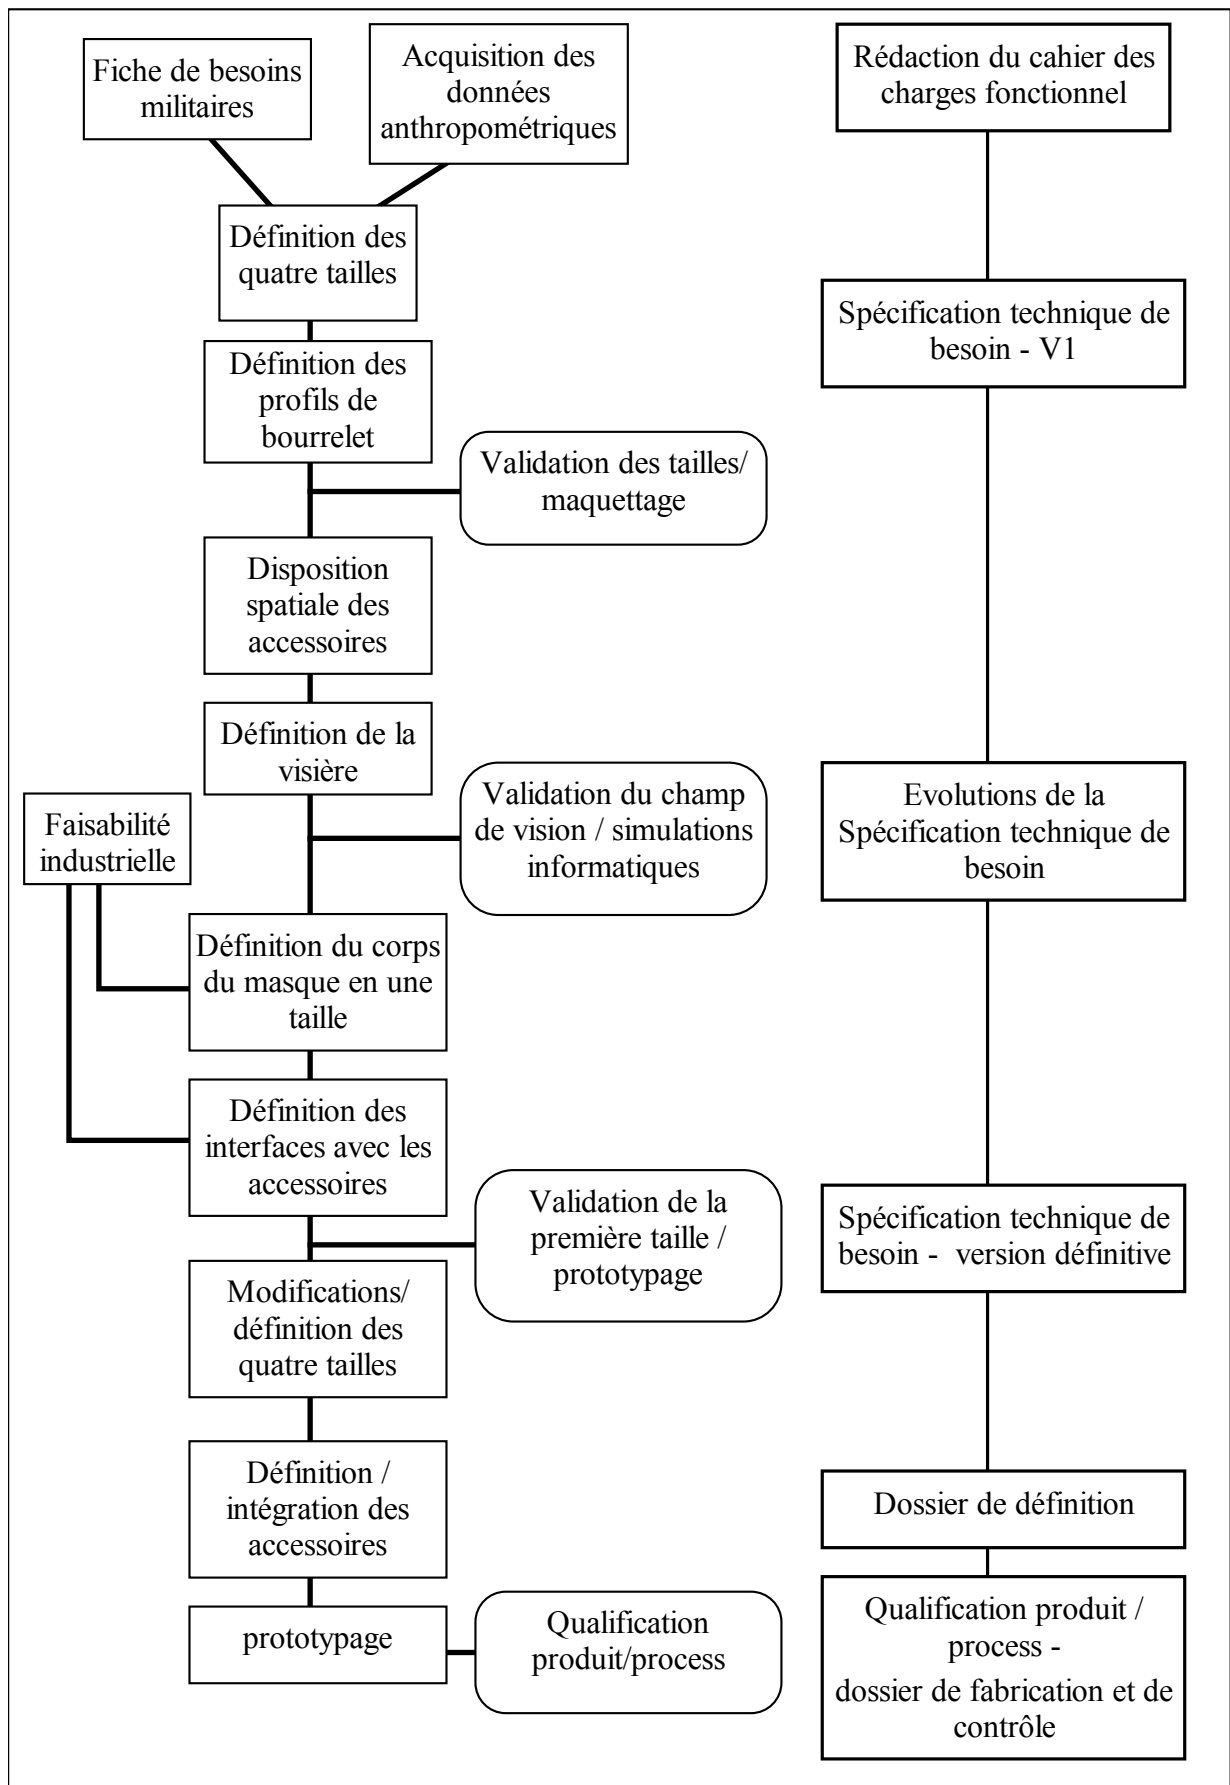 Fiche de besoins
militaires
Acquisition des
données
anthropométriques
Définition des
quatre tailles
Définition des
profils de
bourrelet
Validation des tailles/
maquettage
Disposition
spatiale des
accessoires
Définition de la
visière
Validation du champ
de vision / simulations
informatiques
Faisabilité
industrielle
Définition du corps
du masque en une
taille
Définition des
interfaces avec les
accessoires
Validation de la
première taille /
prototypage
Modifications/
définition des
quatre tailles
Définition /
intégration des
accessoires
prototypage
Qualification
produit/process
Rédaction du cahier des
charges fonctionnel
Spécification technique de
besoin - V1
Evolutions de la
Spécification technique de
besoin
Spécification technique de
besoin - version définitive
Dossier de définition
Qualification produit /
process -
dossier de fabrication et de
contrôle